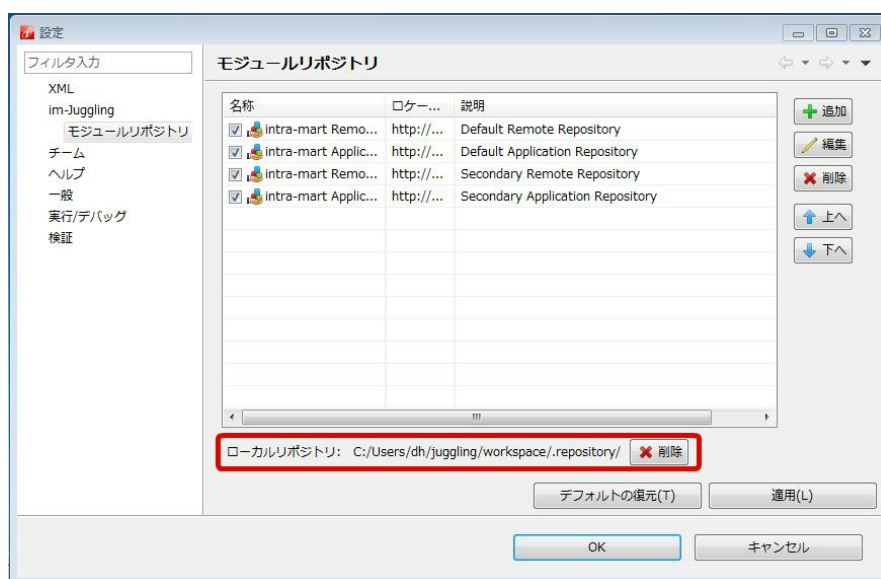 設定
フィルタ入力
XML
im-Juggling
モジュールリポジトリ
チーム
ヘルプ
一般
実行/デバッグ
検証
モジュールリポジトリ
名称 ロケー... 説明
intra-mart Remo... http://... Default Remote Repository
intra-mart Applic... http://... Default Application Repository
intra-mart Remo... http://... Secondary Remote Repository
intra-mart Applic... http://... Secondary Application Repository
追加
編集
削除
上へ
下へ
ローカルリポジトリ: C:/Users/dh/juggling/workspace/.repository/ 削除
デフォルトの復元(T) 適用(L)
OK キャンセル